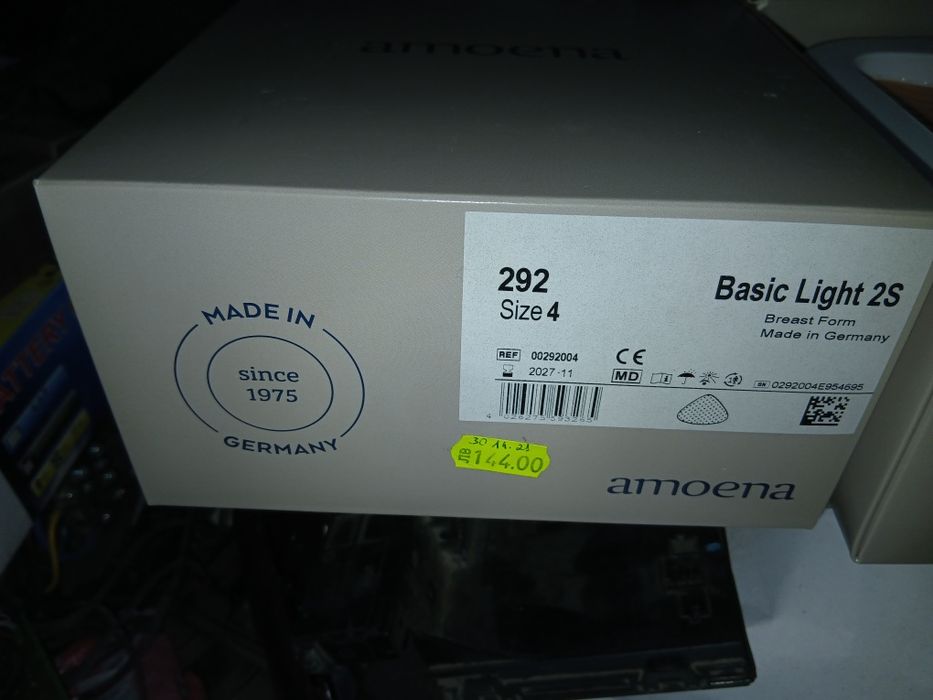 amoena
MADE IN
since
1975
GERMANY
292
Size 4
Basic Light 2S
Breast Form
Made in Germany
REF 00292004
CE
2027-11
MD
SN 0292004E954695
144.00
amoena